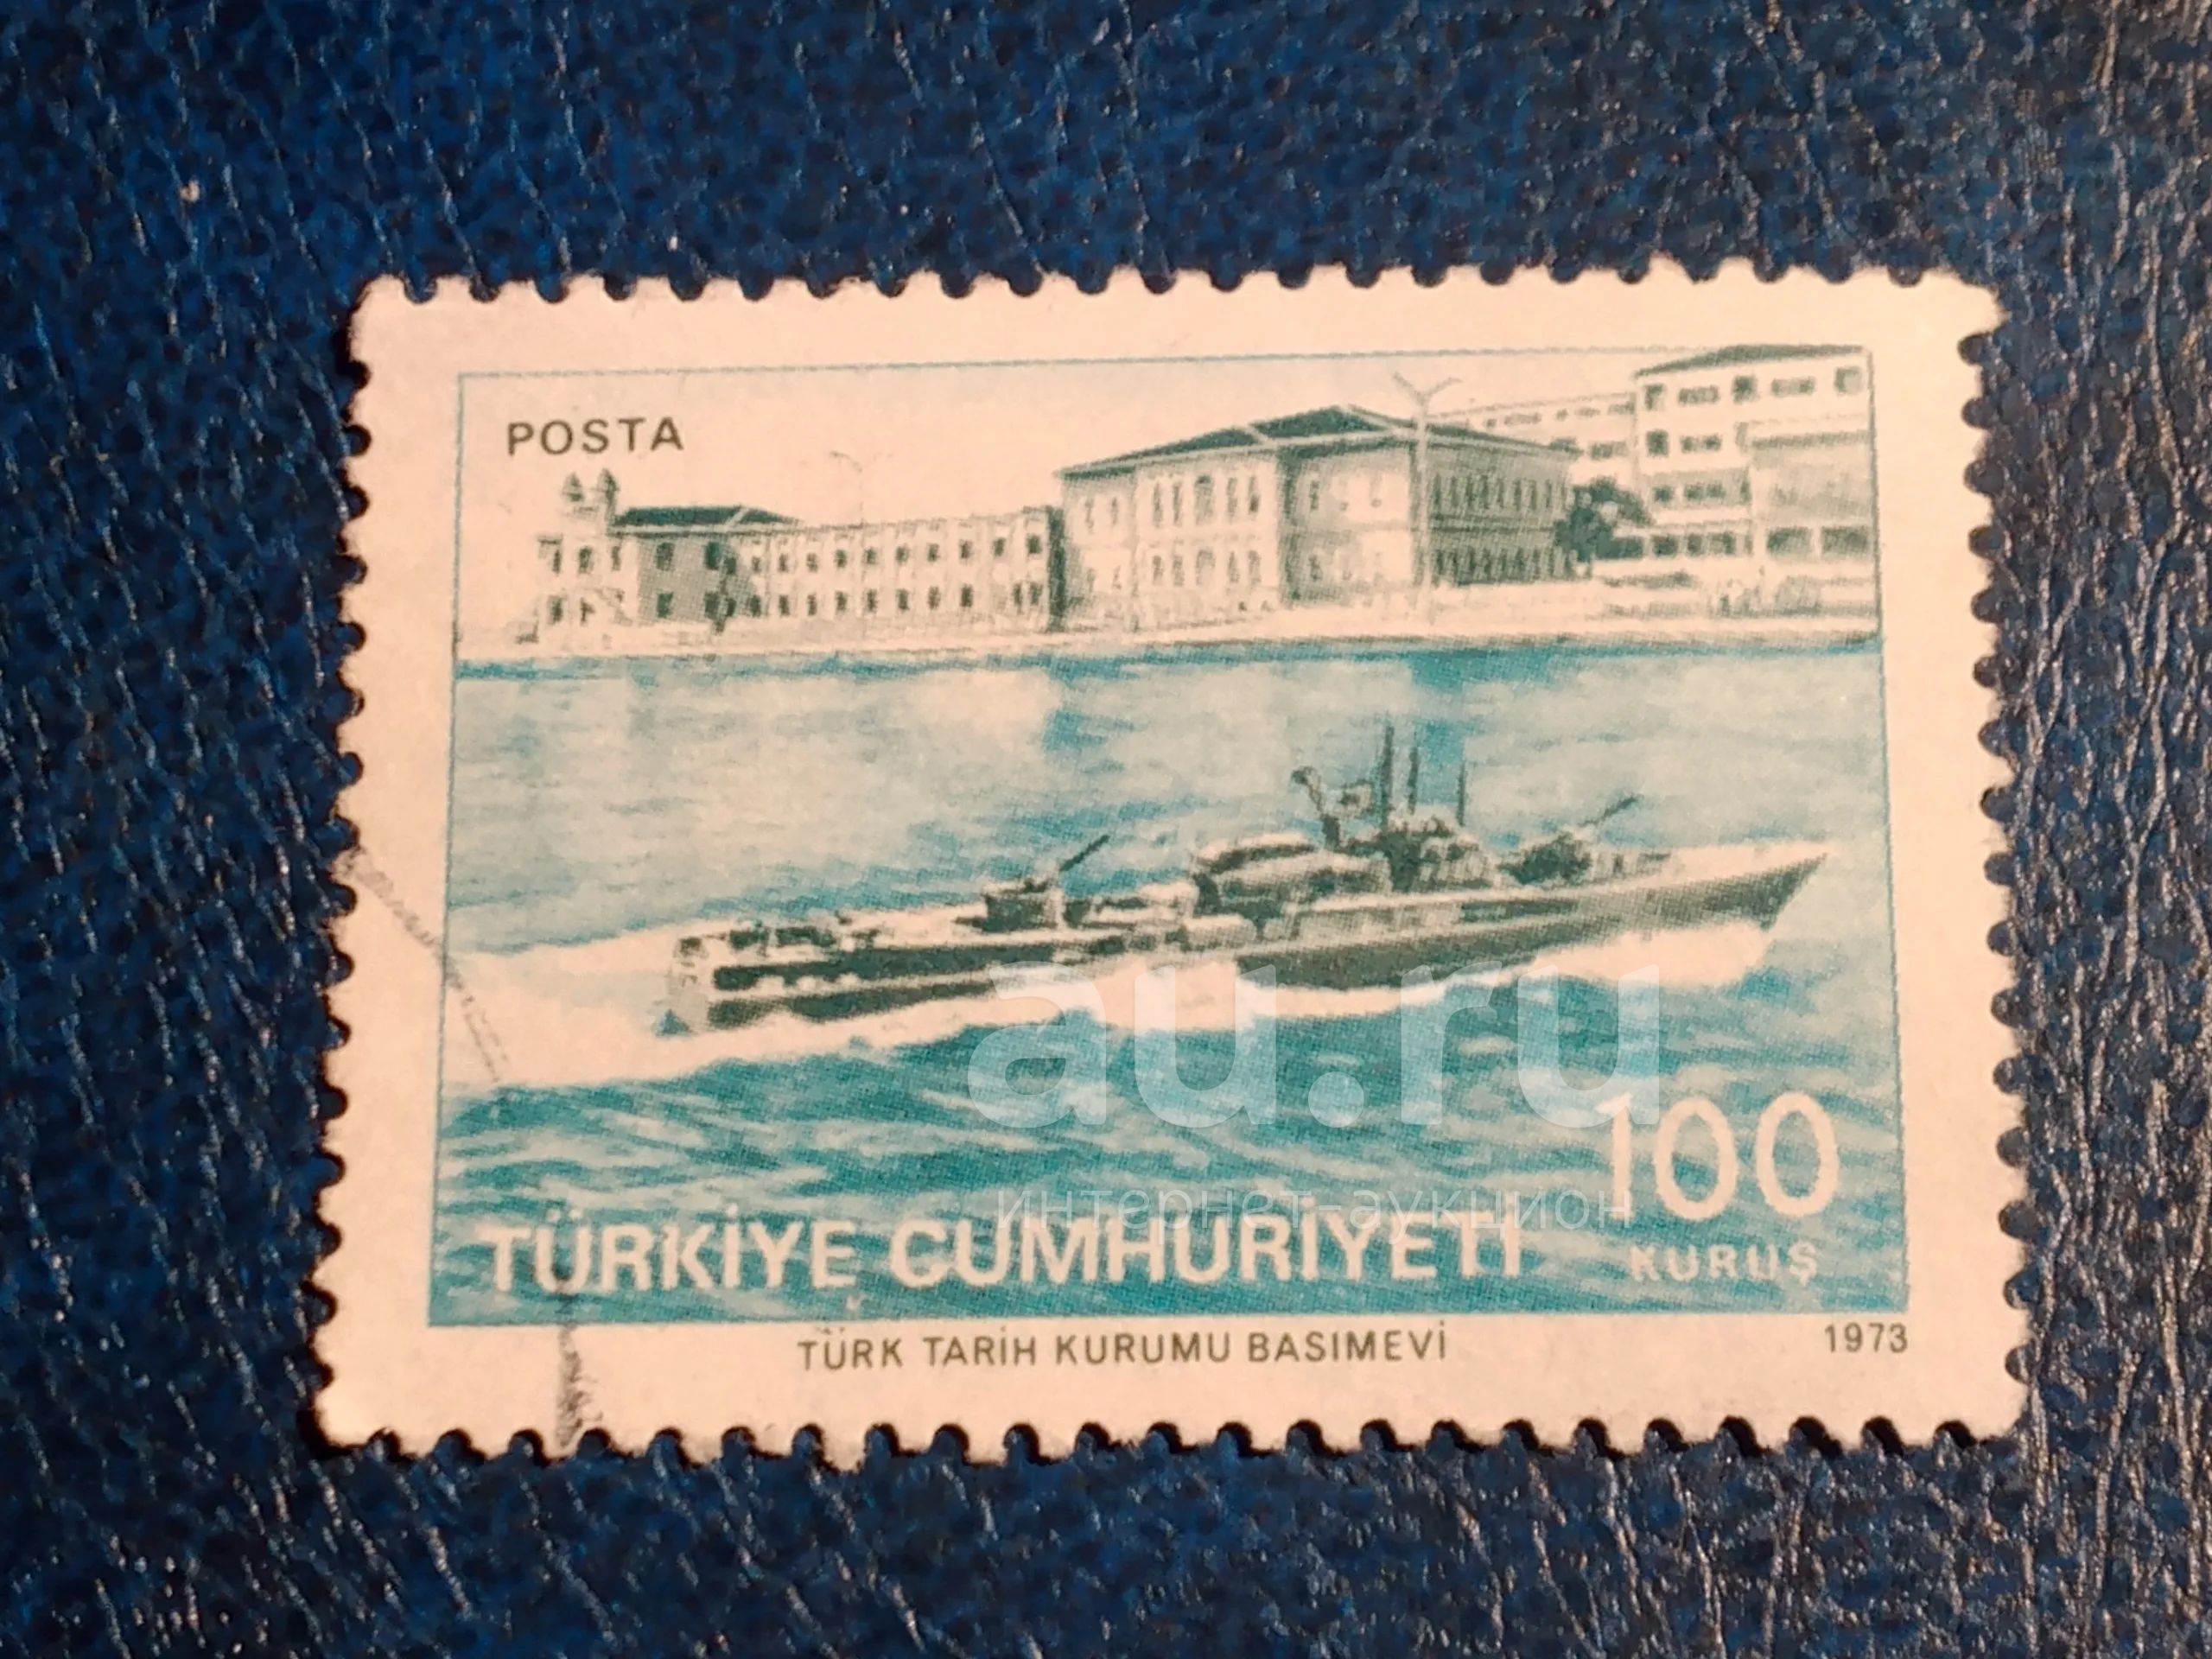 POSTA
au.ru
100
интернет-аукцион
TÜRKİYE CUMHURİYETİ
KURUŞ
TÜRK TARİH KURUMU BASIMEVİ
1973